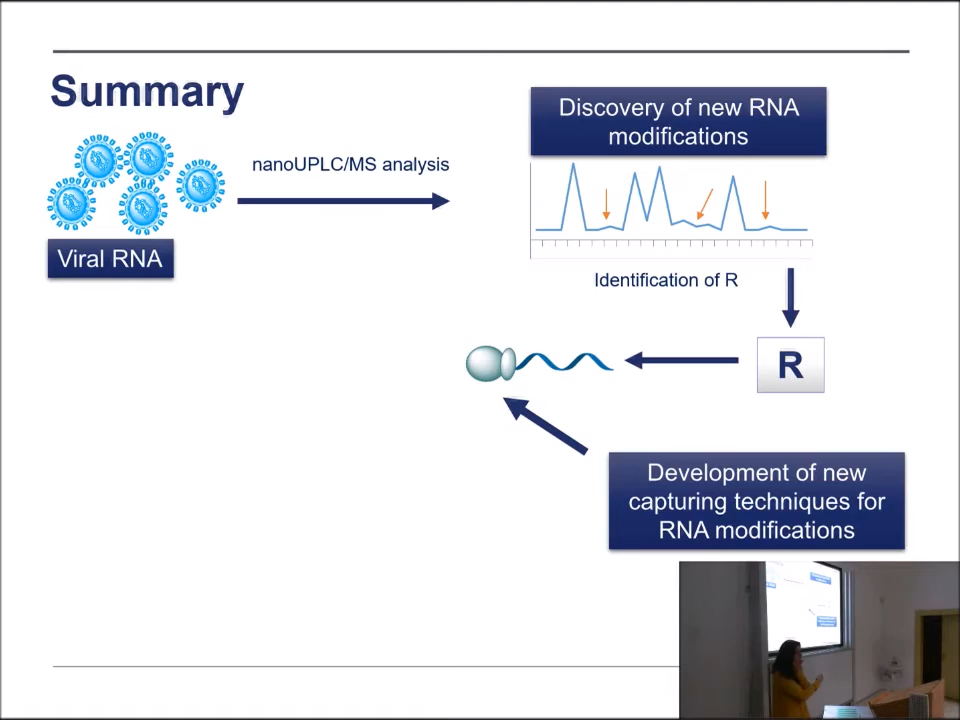 Summary
Discovery of new RNA
modifications
nanoUPLC/MS analysis
Viral RNA
Identification of R
R
Development of new
capturing techniques for
RNA modifications